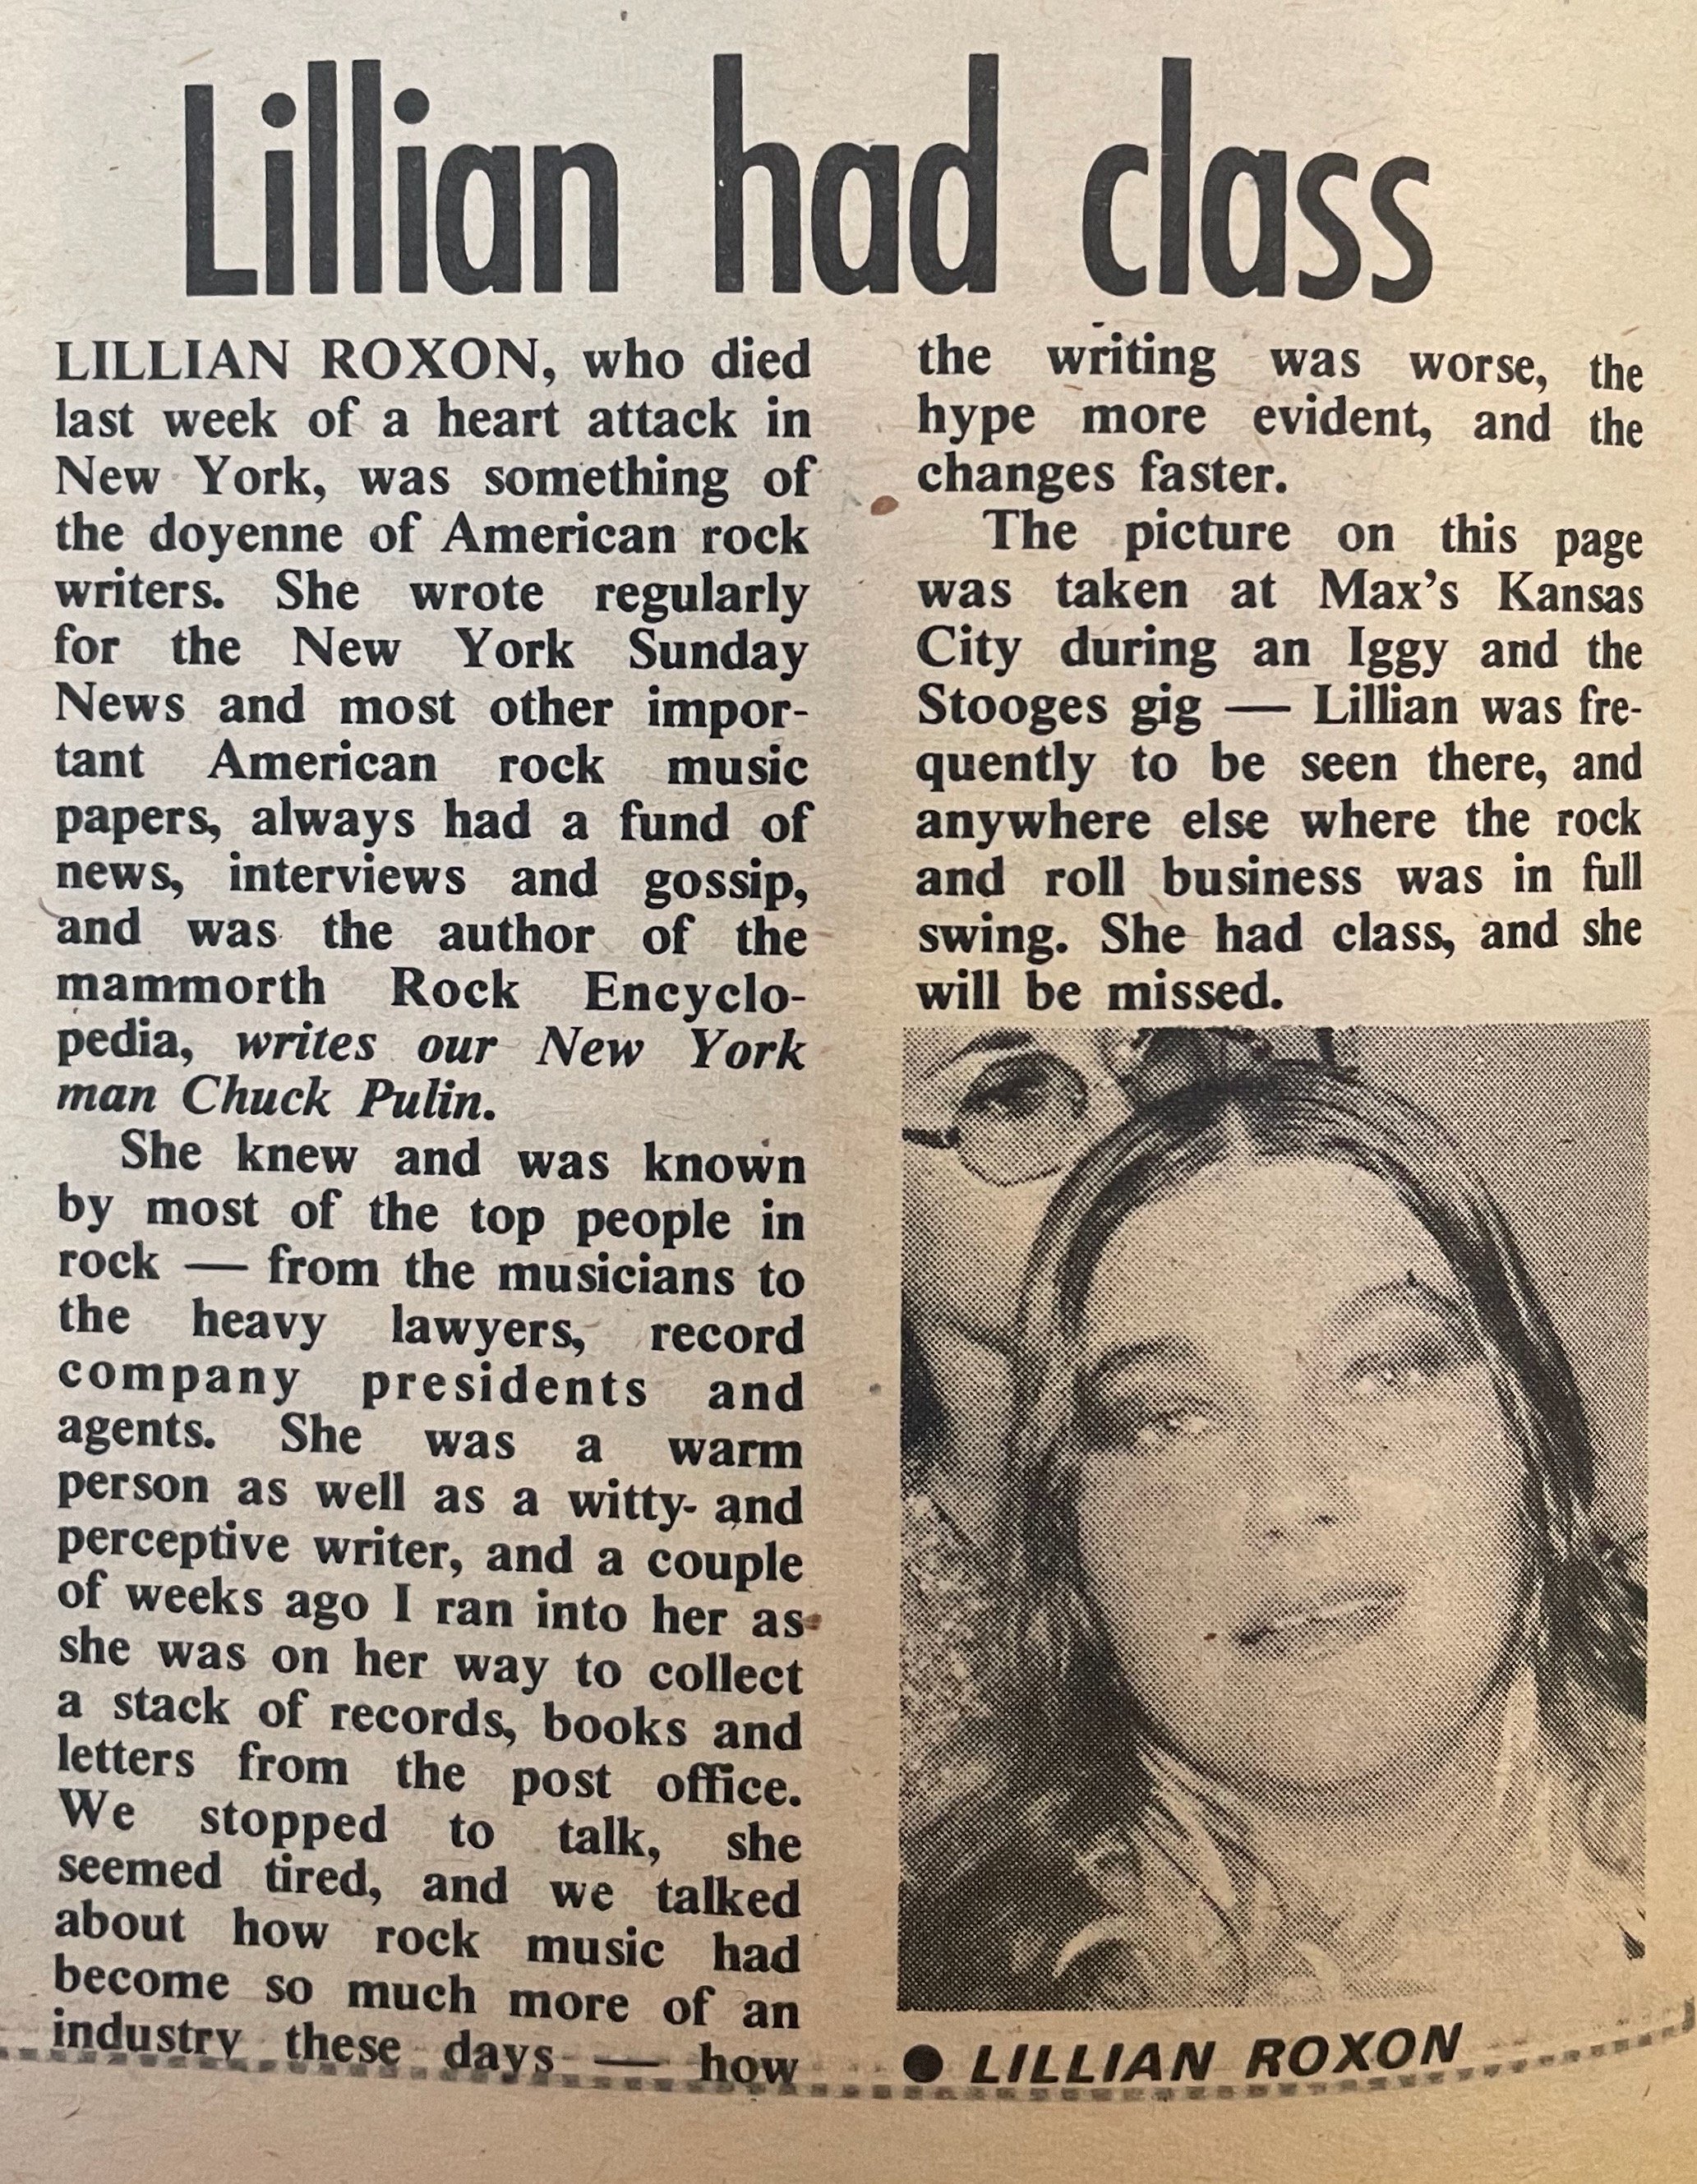 Lillian had class
LILLIAN ROXON, who died
last week of a heart attack in
New York, was something of
the doyenne of American rock
writers. She wrote regularly
for the New York Sunday
News and most other impor-
tant American rock music
papers, always had a fund of
news, interviews and gossip,
and was the author of the
mammorth Rock Encyclo-
pedia, writes our New York
man Chuck Pulin.
She knew and was known
by most of the top people in
rock — from the musicians to
the heavy lawyers, record
company presidents and
agents. She was a warm
person as well as a witty- and
perceptive writer, and a couple
of weeks ago I ran into her as
she was on her way to collect
a stack of records, books and
letters from the post office.
We stopped to talk, she
seemed tired, and we talked
about how rock music had
become so much more of an
industry these days — how
the writing was worse, the
hype more evident, and the
changes faster.
The picture on this page
was taken at Max's Kansas
City during an Iggy and the
Stooges gig — Lillian was fre-
quently to be seen there, and
anywhere else where the rock
and roll business was in full
swing. She had class, and she
will be missed.
● LILLIAN ROXON